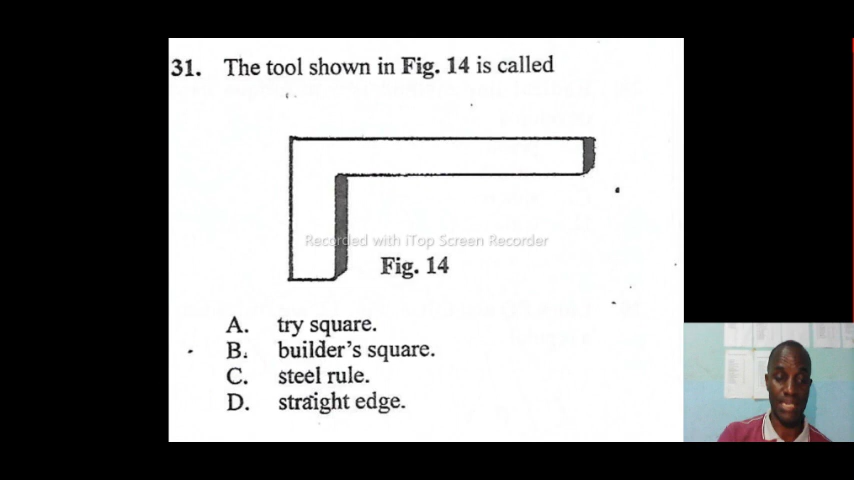 31. The tool shown in Fig. 14 is called
Recorded with iTop Screen Recorder
Fig. 14
A. try square.
B. builder's square.
C. steel rule.
D. straight edge.